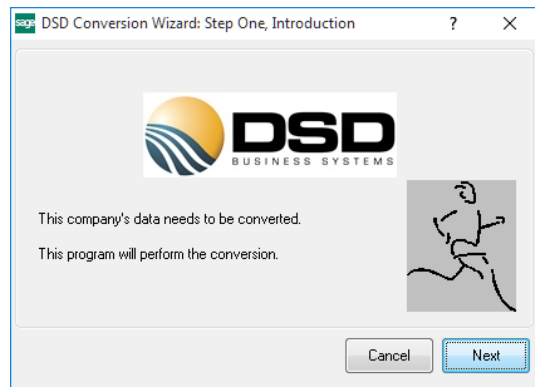 sage DSD Conversion Wizard: Step One, Introduction ? X
DSD
BUSINESS SYSTEMS
This company's data needs to be converted.
This program will perform the conversion.
Cancel Next